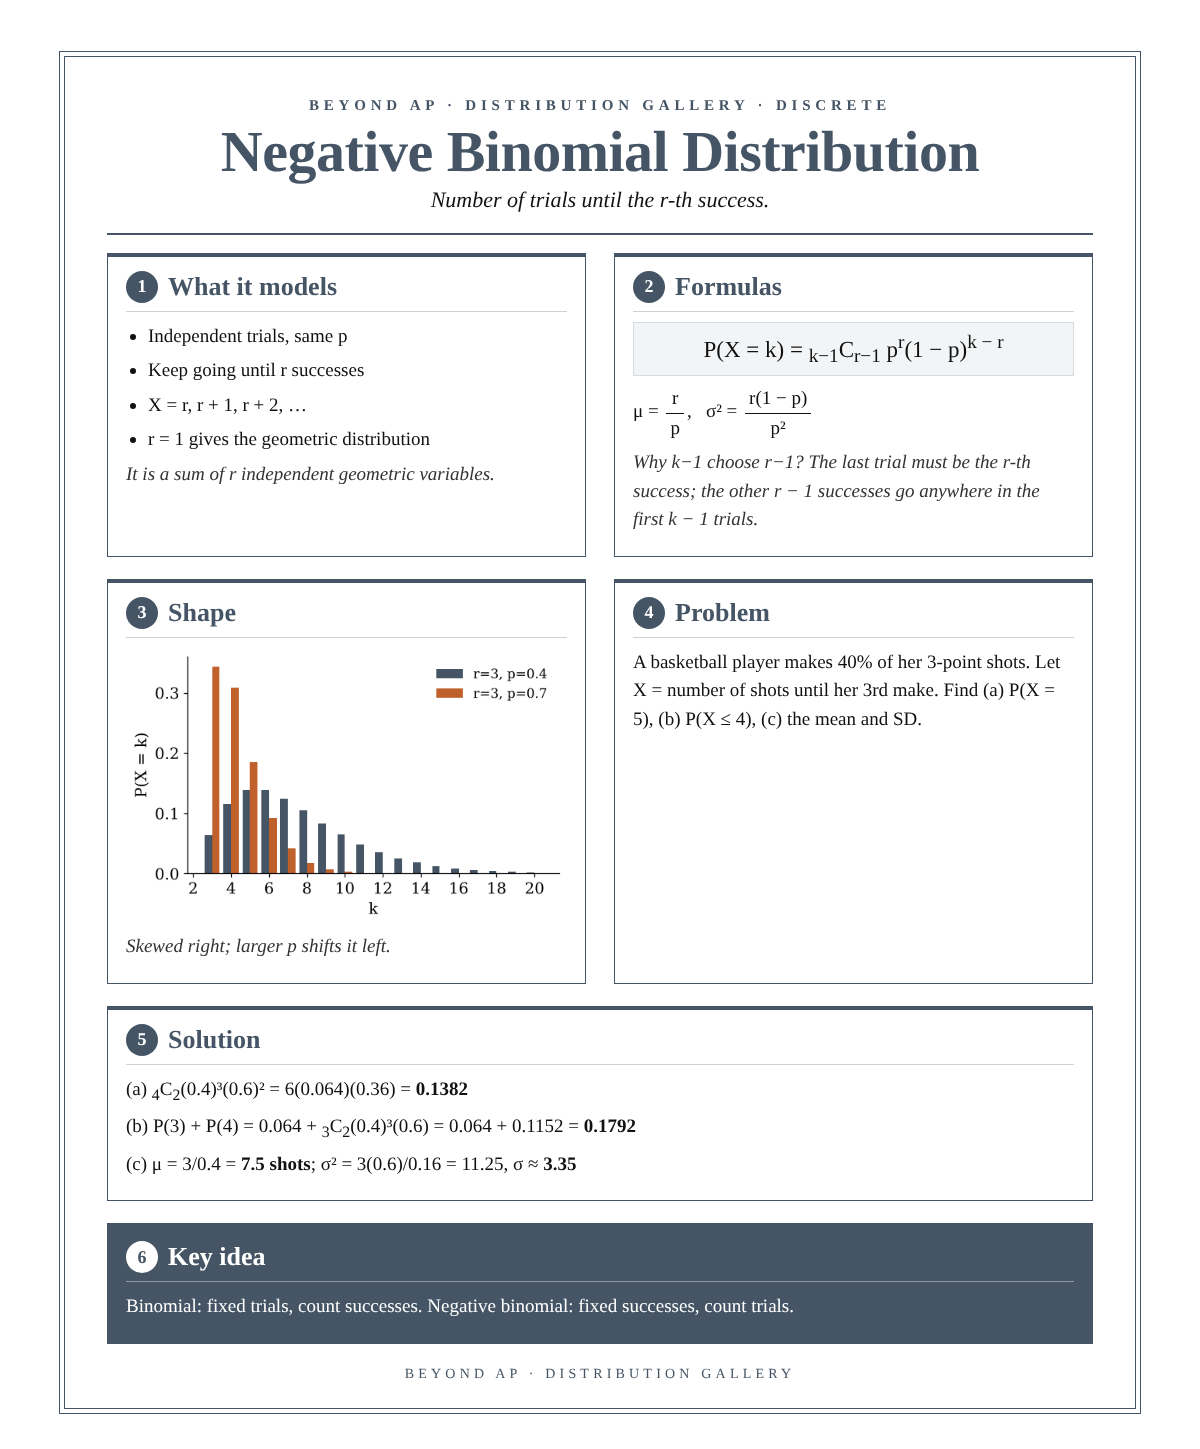 BEYOND AP · DISTRIBUTION GALLERY · DISCRETE
Negative Binomial Distribution
Number of trials until the r-th success.
1 What it models
• Independent trials, same p
• Keep going until r successes
• X = r, r + 1, r + 2, …
• r = 1 gives the geometric distribution
It is a sum of r independent geometric variables.
2 Formulas
P(X = k) = ₖ₋₁Cᵣ₋₁ pʳ(1 − p)ᵏ ⁻ ʳ
μ = r/p, σ² = r(1 − p)/p²
Why k−1 choose r−1? The last trial must be the r-th
success; the other r − 1 successes go anywhere in the
first k − 1 trials.
3 Shape
r=3, p=0.4
r=3, p=0.7
P(X = k)
0.3
0.2
0.1
0.0
2 4 6 8 10 12 14 16 18 20
k
Skewed right; larger p shifts it left.
4 Problem
A basketball player makes 40% of her 3-point shots. Let
X = number of shots until her 3rd make. Find (a) P(X =
5), (b) P(X ≤ 4), (c) the mean and SD.
5 Solution
(a) ₄C₂(0.4)³(0.6)² = 6(0.064)(0.36) = 0.1382
(b) P(3) + P(4) = 0.064 + ₃C₂(0.4)³(0.6) = 0.064 + 0.1152 = 0.1792
(c) μ = 3/0.4 = 7.5 shots; σ² = 3(0.6)/0.16 = 11.25, σ ≈ 3.35
6 Key idea
Binomial: fixed trials, count successes. Negative binomial: fixed successes, count trials.
BEYOND AP · DISTRIBUTION GALLERY